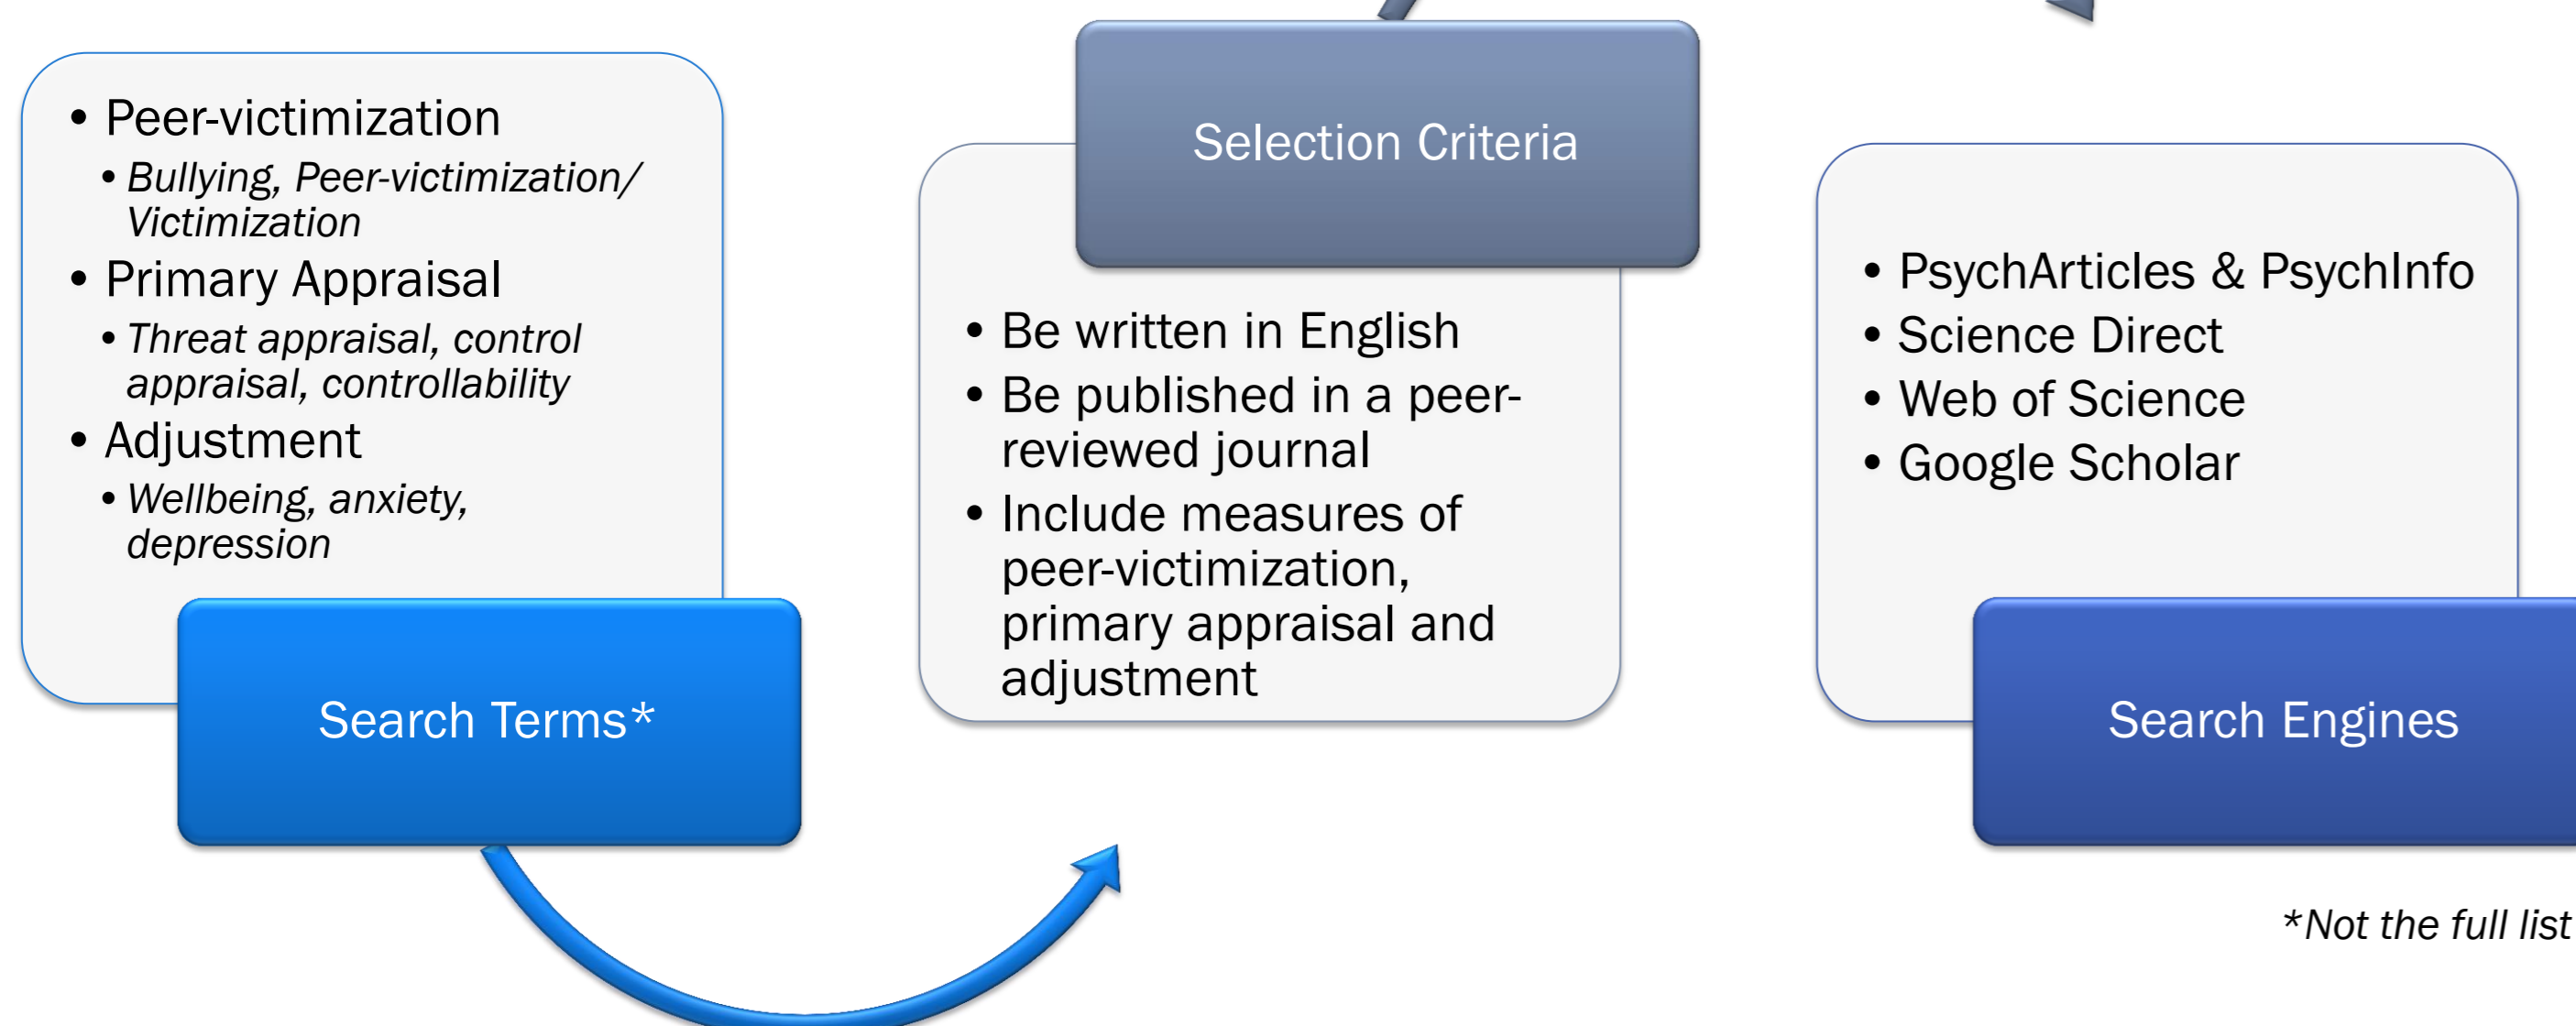 • Peer-victimization
• Bullying, Peer-victimization/
Victimization
• Primary Appraisal
• Threat appraisal, control
appraisal, controllability
• Adjustment
• Wellbeing, anxiety,
depression
Search Terms*
Selection Criteria
• Be written in English
• Be published in a peer-
reviewed journal
• Include measures of
peer-victimization,
primary appraisal and
adjustment
• PsychArticles & PsychInfo
• Science Direct
• Web of Science
• Google Scholar
Search Engines
*Not the full list